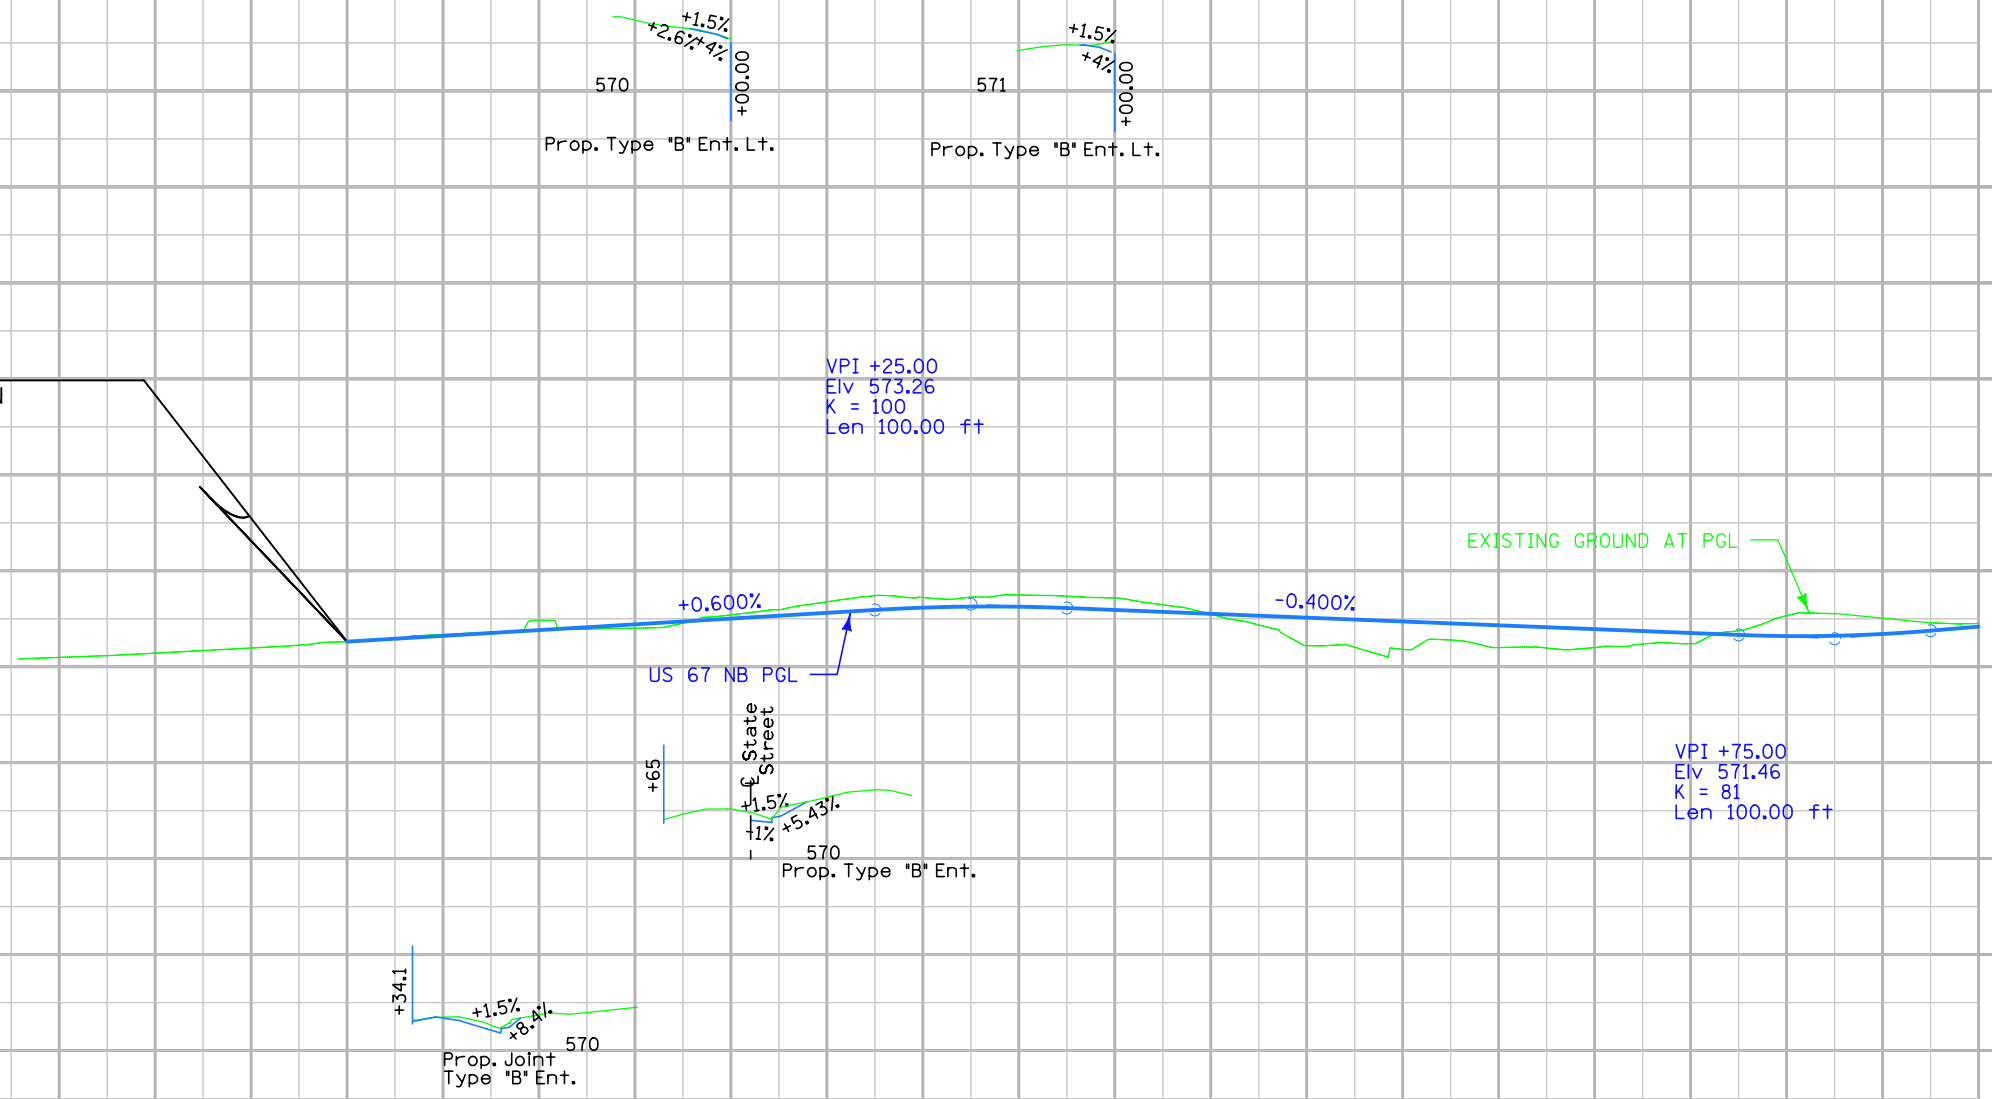 +1.5%
+2.6%
+4%
+00.00
570
Prop. Type "B" Ent. Lt.
+1.5%
+4%
+00.00
571
Prop. Type "B" Ent. Lt.
VPI +25.00
Elv 573.26
K = 100
Len 100.00 ft
EXISTING GROUND AT PGL
+0.600%
-0.400%
US 67 NB PGL
State
Street
+65
+1.5%
+5.43%
570
Prop. Type "B" Ent.
VPI +75.00
Elv 571.46
K = 81
Len 100.00 ft
+34.1
+1.5%
+8.4%
570
Prop. Joint
Type "B" Ent.